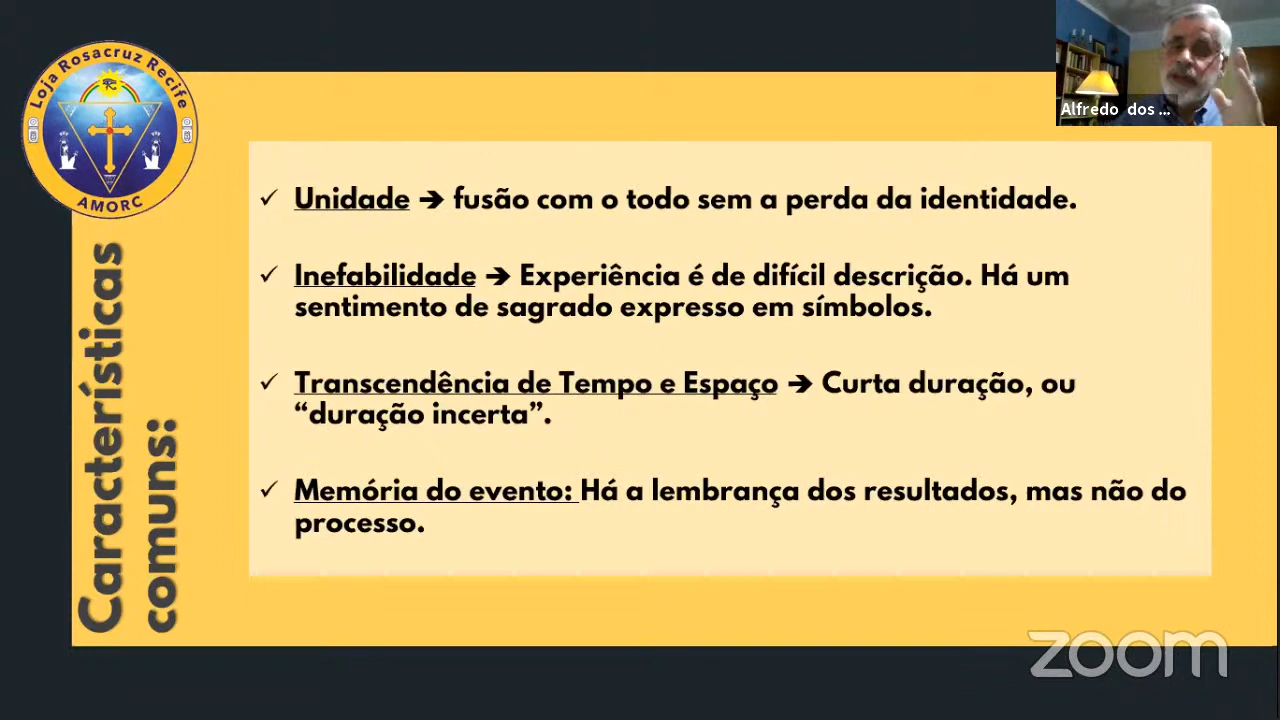 Loja Rosacruz Recife
AMORC
Alfredo dos ...
Características
comuns:
✓ Unidade ➔ fusão com o todo sem a perda da identidade.
✓ Inefabilidade ➔ Experiência é de difícil descrição. Há um
sentimento de sagrado expresso em símbolos.
✓ Transcendência de Tempo e Espaço ➔ Curta duração, ou
“duração incerta”.
✓ Memória do evento: Há a lembrança dos resultados, mas não do
processo.
zoom